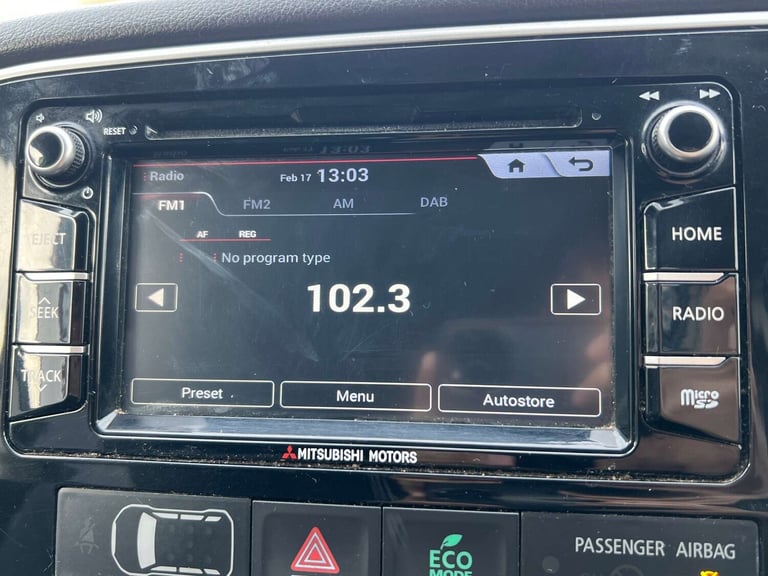 RESET
Radio Feb 17 13:03
FM1 FM2 AM DAB
AF REG
No program type
102.3
Preset Menu Autostore
EJECT
SEEK
TRACK
HOME
RADIO
micro SD
MITSUBISHI MOTORS
ECO MODE
PASSENGER AIRBAG